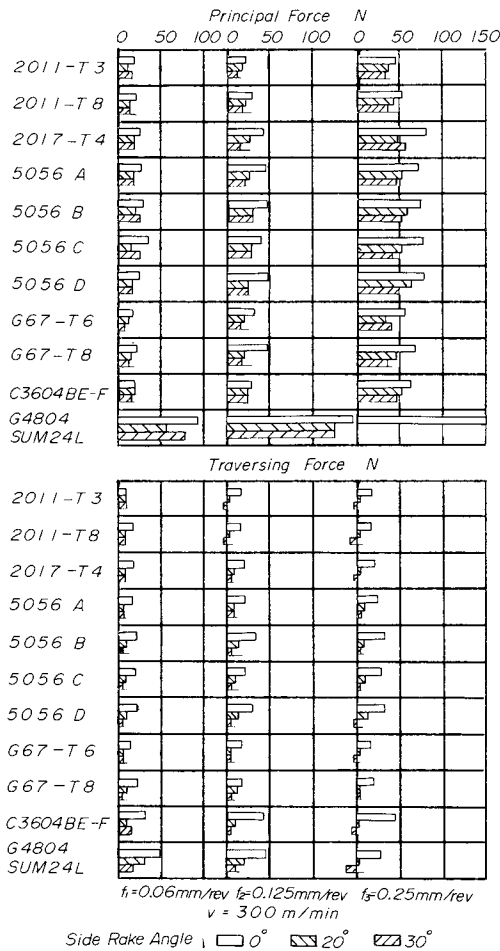 Principal Force N
0 50 100 0 50 100 0 50 100 150
2011-T3
2011-T8
2017-T4
5056 A
5056 B
5056 C
5056 D
G67-T6
G67-T8
C3604BE-F
G4804
SUM24L
Traversing Force N
2011-T3
2011-T8
2017-T4
5056 A
5056 B
5056 C
5056 D
G67-T6
G67-T8
C3604BE-F
G4804
SUM24L
f₁=0.06mm/rev f₂=0.125mm/rev f₃=0.25mm/rev
v = 300 m/min
Side Rake Angle 0° 20° 30°